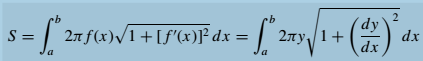 S = ∫_a^b 2πf(x)√(1 + [f′(x)]²) dx = ∫_a^b 2πy√(1 + (dy/dx)²) dx